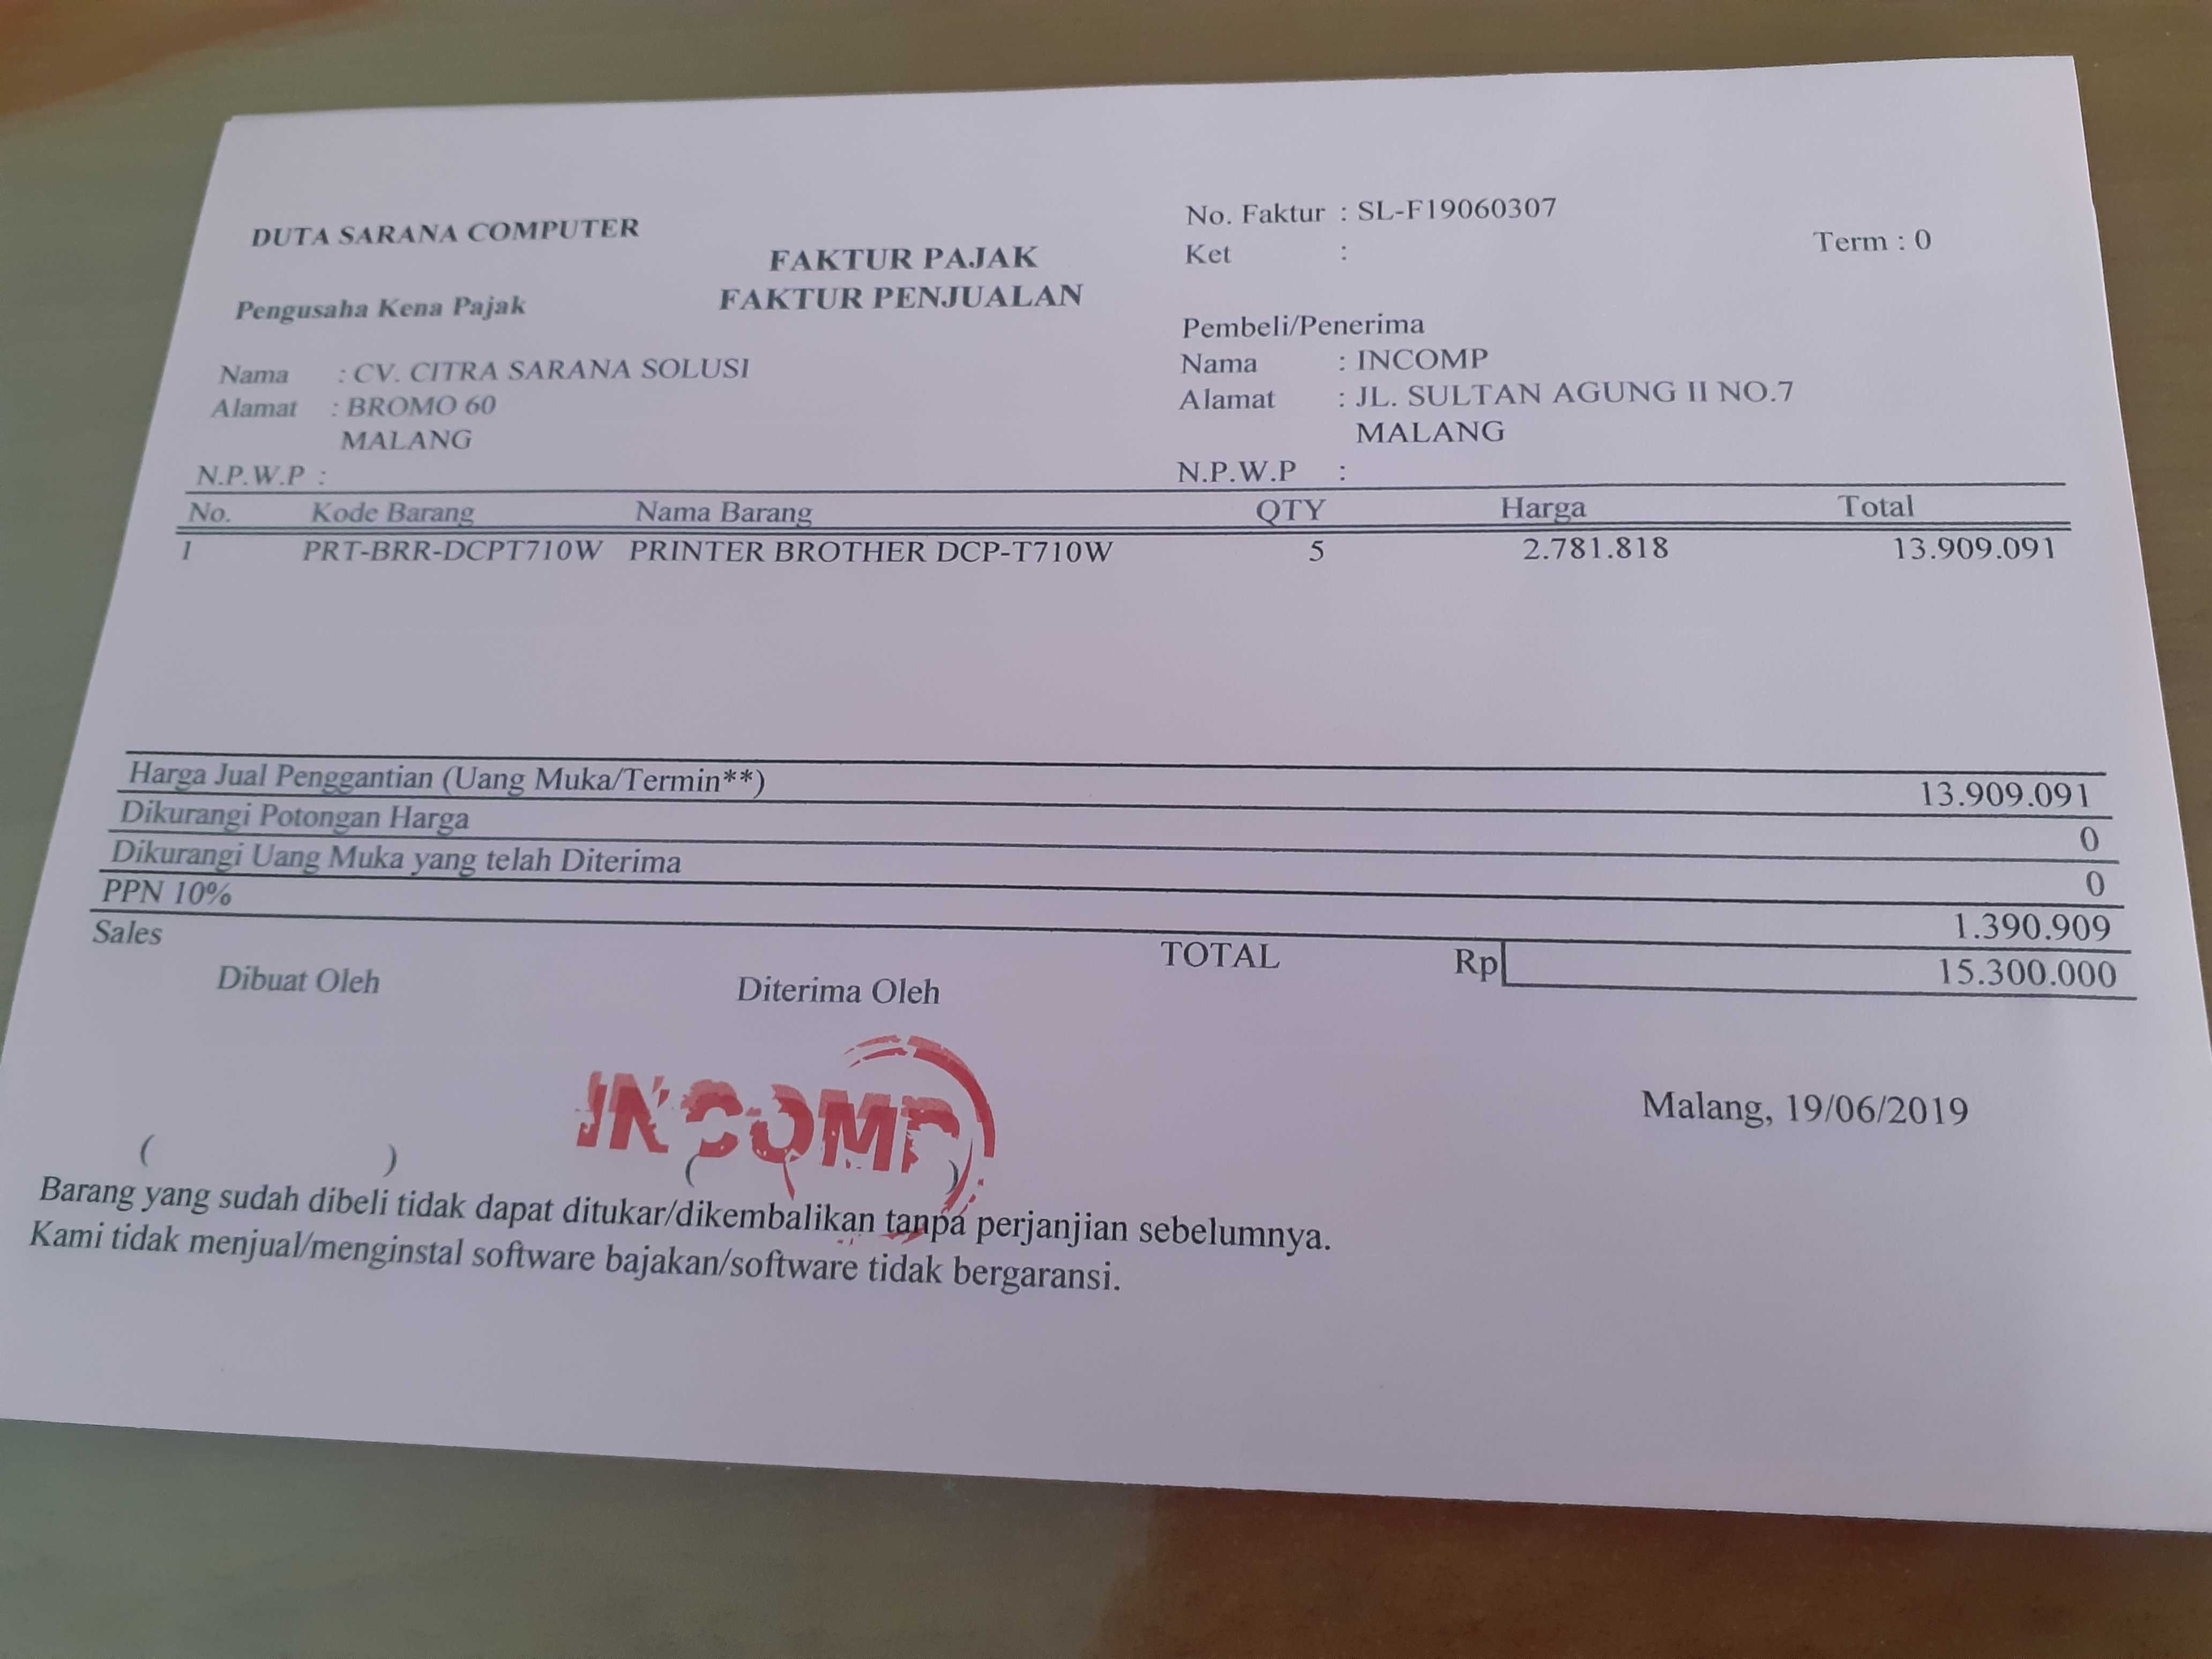 DUTA SARANA COMPUTER
FAKTUR PAJAK
FAKTUR PENJUALAN
No. Faktur : SL-F19060307
Ket :
Term : 0
Pengusaha Kena Pajak
Nama : CV. CITRA SARANA SOLUSI
Alamat : BROMO 60
MALANG
N.P.W.P :
Pembeli/Penerima
Nama : INCOMP
Alamat : JL. SULTAN AGUNG II NO.7
MALANG
N.P.W.P :
No. Kode Barang Nama Barang QTY Harga Total
1 PRT-BRR-DCPT710W PRINTER BROTHER DCP-T710W 5 2.781.818 13.909.091
Harga Jual Penggantian (Uang Muka/Termin**) 13.909.091
Dikurangi Potongan Harga 0
Dikurangi Uang Muka yang telah Diterima 0
PPN 10% 1.390.909
Sales TOTAL Rp 15.300.000
Dibuat Oleh Diterima Oleh
INCOMP
Malang, 19/06/2019
( ) ( )
Barang yang sudah dibeli tidak dapat ditukar/dikembalikan tanpa perjanjian sebelumnya.
Kami tidak menjual/menginstal software bajakan/software tidak bergaransi.